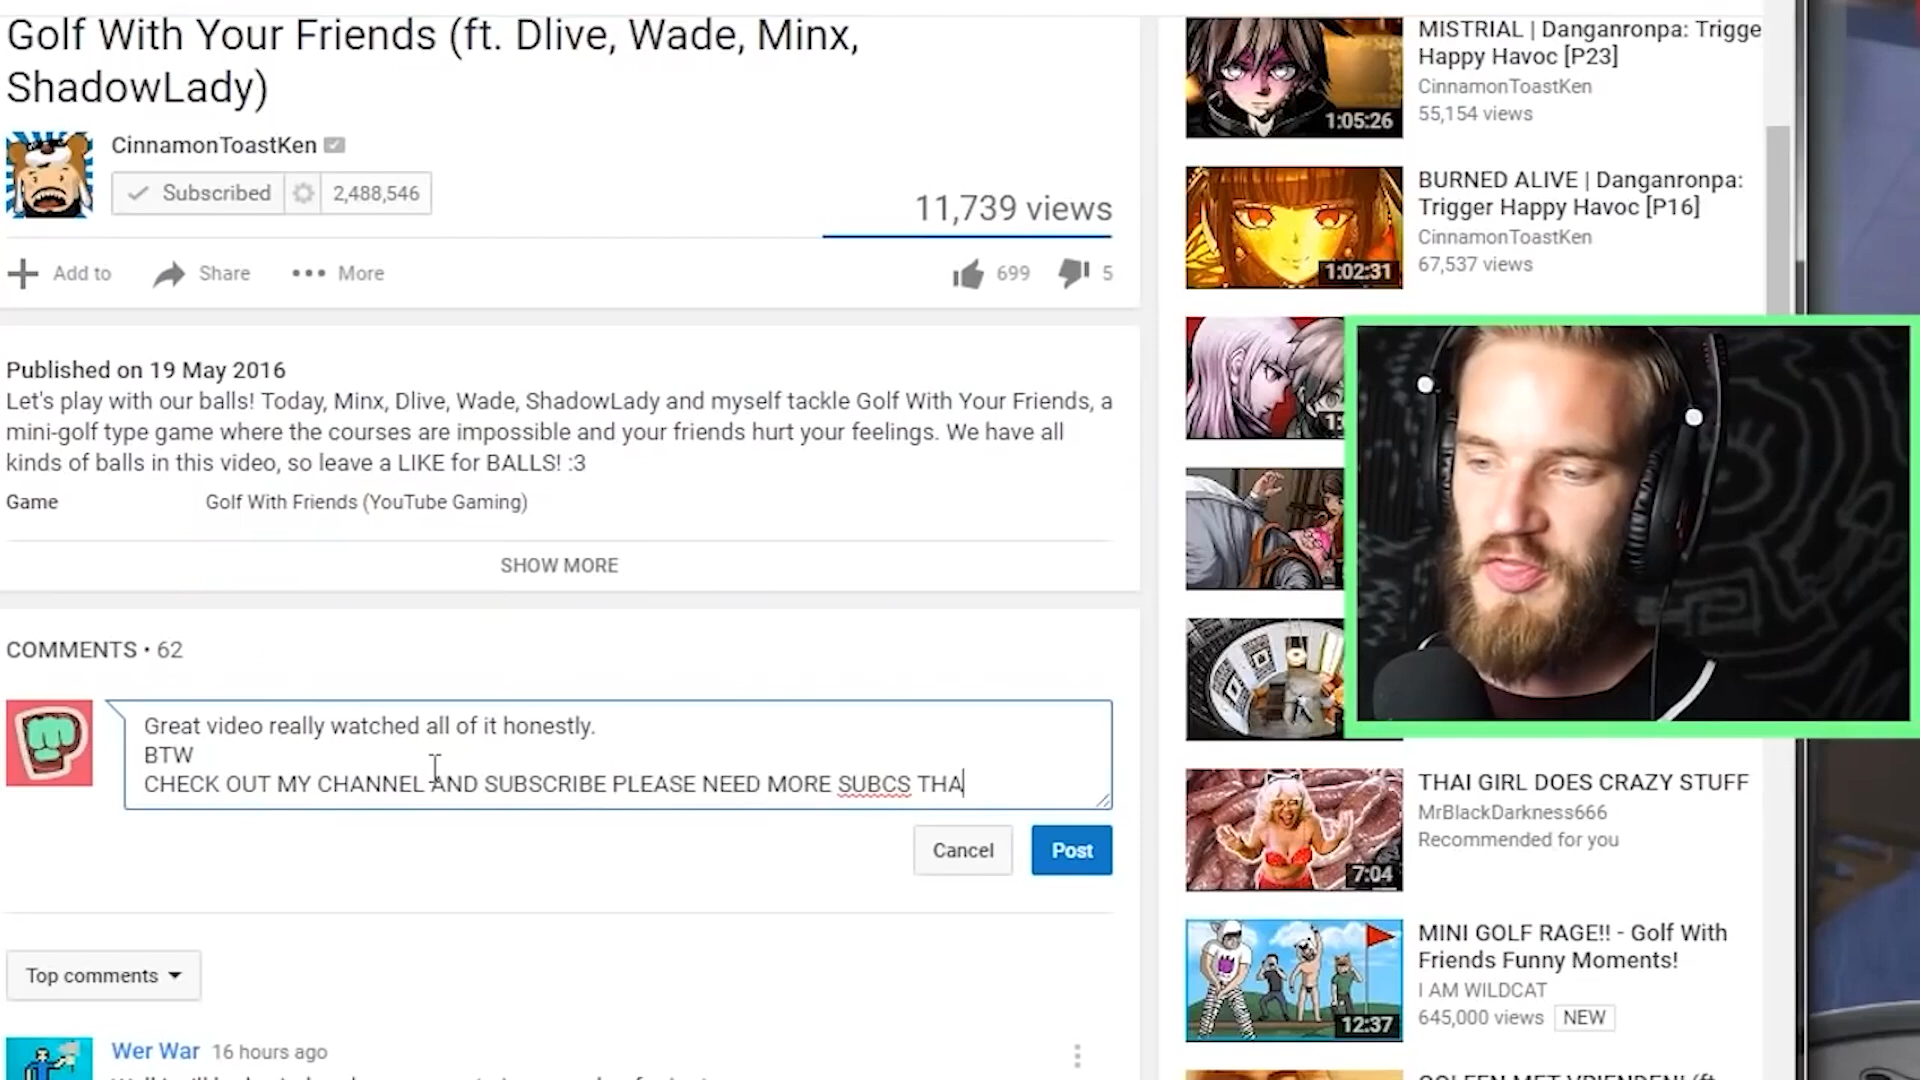 Golf With Your Friends (ft. Dlive, Wade, Minx,
ShadowLady)
CinnamonToastKen
Subscribed
2,488,546
11,739 views
Add to
Share
More
699
5
Published on 19 May 2016
Let's play with our balls! Today, Minx, Dlive, Wade, ShadowLady and myself tackle Golf With Your Friends, a
mini-golf type game where the courses are impossible and your friends hurt your feelings. We have all
kinds of balls in this video, so leave a LIKE for BALLS! :3
Game
Golf With Friends (YouTube Gaming)
SHOW MORE
COMMENTS • 62
Great video really watched all of it honestly.
BTW
CHECK OUT MY CHANNEL AND SUBSCRIBE PLEASE NEED MORE SUBCS THA
Cancel
Post
Top comments
Wer War 16 hours ago
MISTRIAL | Danganronpa: Trigge
Happy Havoc [P23]
CinnamonToastKen
55,154 views
1:05:26
BURNED ALIVE | Danganronpa:
Trigger Happy Havoc [P16]
CinnamonToastKen
67,537 views
1:02:31
THAI GIRL DOES CRAZY STUFF
MrBlackDarkness666
Recommended for you
7:04
MINI GOLF RAGE!! - Golf With
Friends Funny Moments!
I AM WILDCAT
645,000 views NEW
12:37